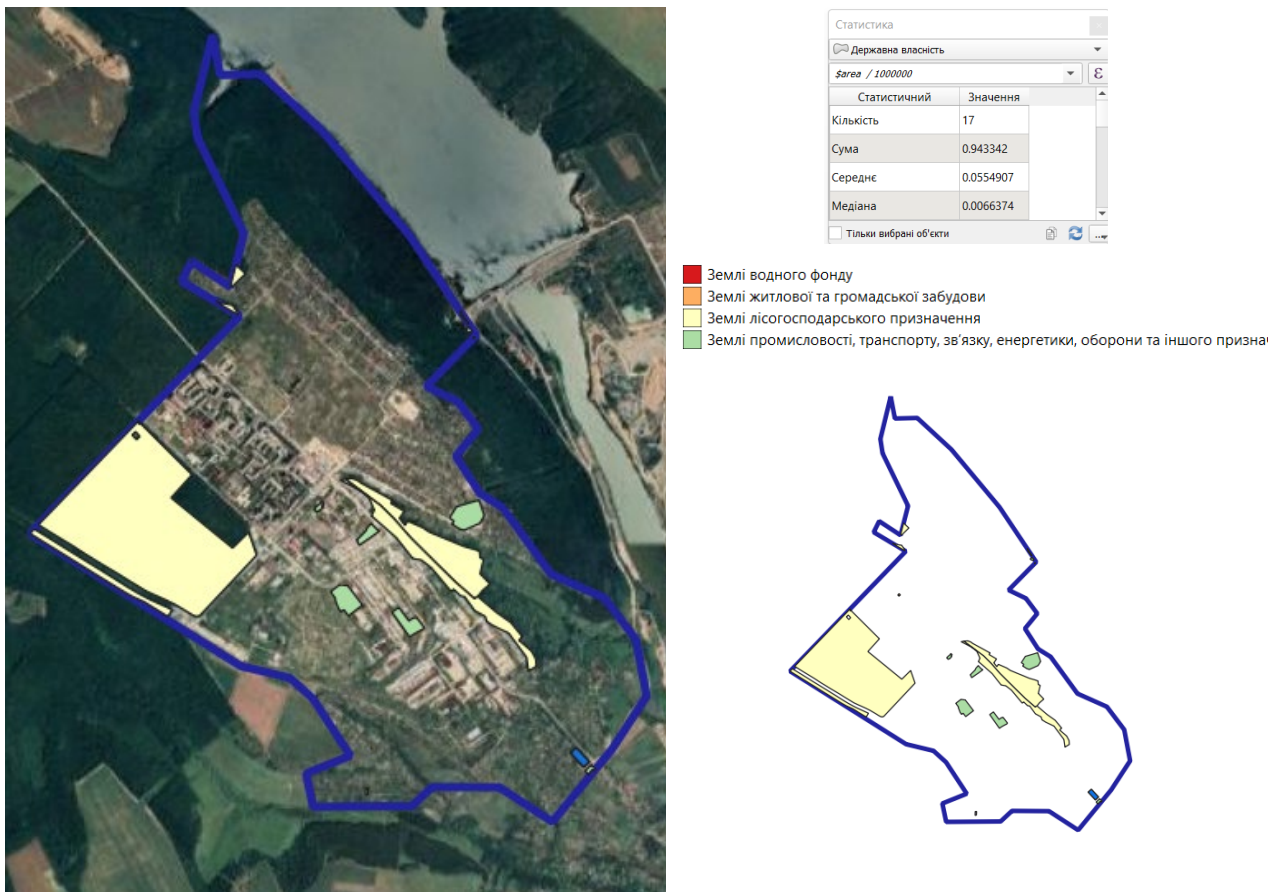 Статистика
Державна власність
$area / 1000000
ε
Статистичний Значення
Кількість 17
Сума 0.943342
Середнє 0.0554907
Медіана 0.0066374
Тільки вибрані об'єкти
...
Землі водного фонду
Землі житлової та громадської забудови
Землі лісогосподарського призначення
Землі промисловості, транспорту, зв'язку, енергетики, оборони та іншого призна